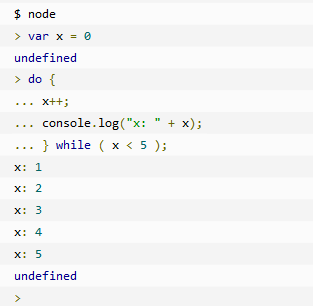 $ node
> var x = 0
undefined
> do {
... x++;
... console.log("x: " + x);
... } while ( x < 5 );
x: 1
x: 2
x: 3
x: 4
x: 5
undefined
>